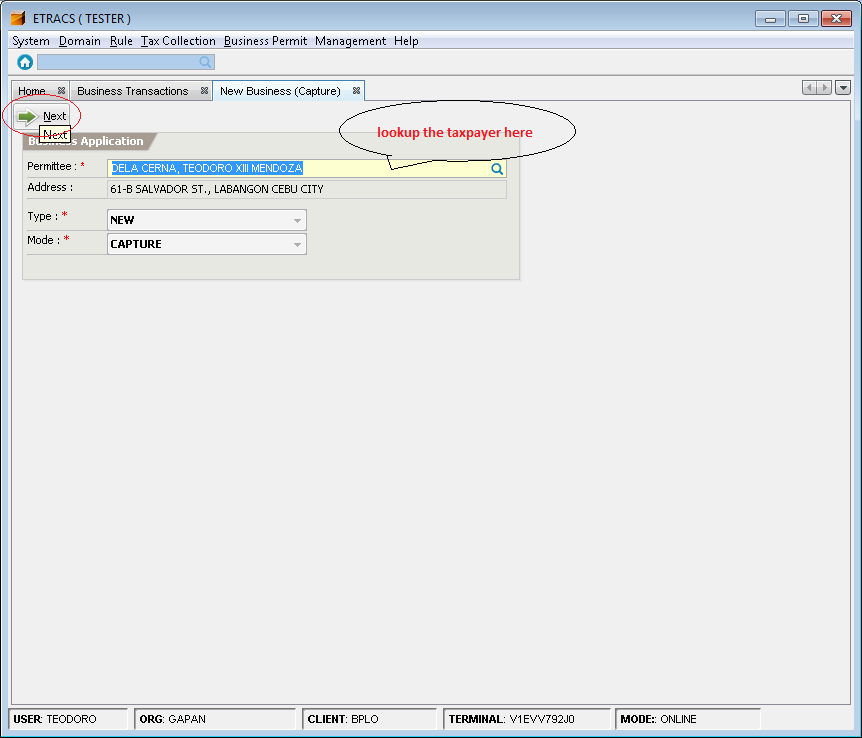 ETRACS ( TESTER )
System Domain Rule Tax Collection Business Permit Management Help
Home Business Transactions New Business (Capture)
Next
Next
Business Application
lookup the taxpayer here
Permittee : * DELA CERNA, TEODORO XIII MENDOZA
Address : 61-B SALVADOR ST., LABANGON CEBU CITY
Type : * NEW
Mode : * CAPTURE
USER: TEODORO ORG: GAPAN CLIENT: BPLO TERMINAL: V1EVV792J0 MODE:: ONLINE